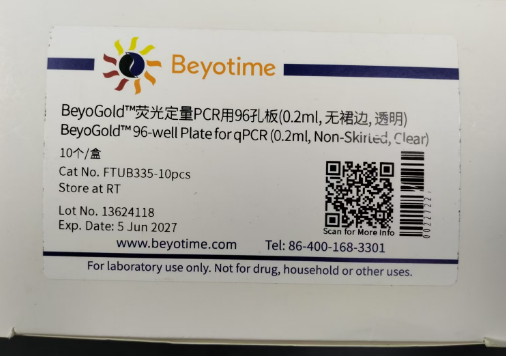 Beyotime
BeyoGold™荧光定量PCR用96孔板(0.2ml, 无裙边, 透明)
BeyoGold™ 96-well Plate for qPCR (0.2ml, Non-Skirted, Clear)
10个/盒
Cat No. FTUB335-10pcs
Store at RT
Lot No. 13624118
Exp. Date: 5 Jun 2027
Scan for More Info
www.beyotime.com Tel: 86-400-168-3301
For laboratory use only. Not for drug, household or other uses.